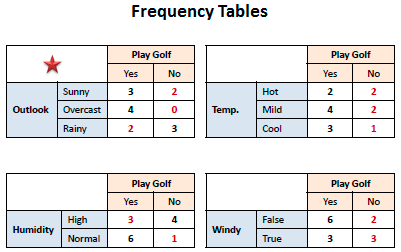 Frequency Tables
Play Golf
Yes No
Outlook Sunny 3 2
Overcast 4 0
Rainy 2 3
Play Golf
Yes No
Temp. Hot 2 2
Mild 4 2
Cool 3 1
Play Golf
Yes No
Humidity High 3 4
Normal 6 1
Play Golf
Yes No
Windy False 6 2
True 3 3